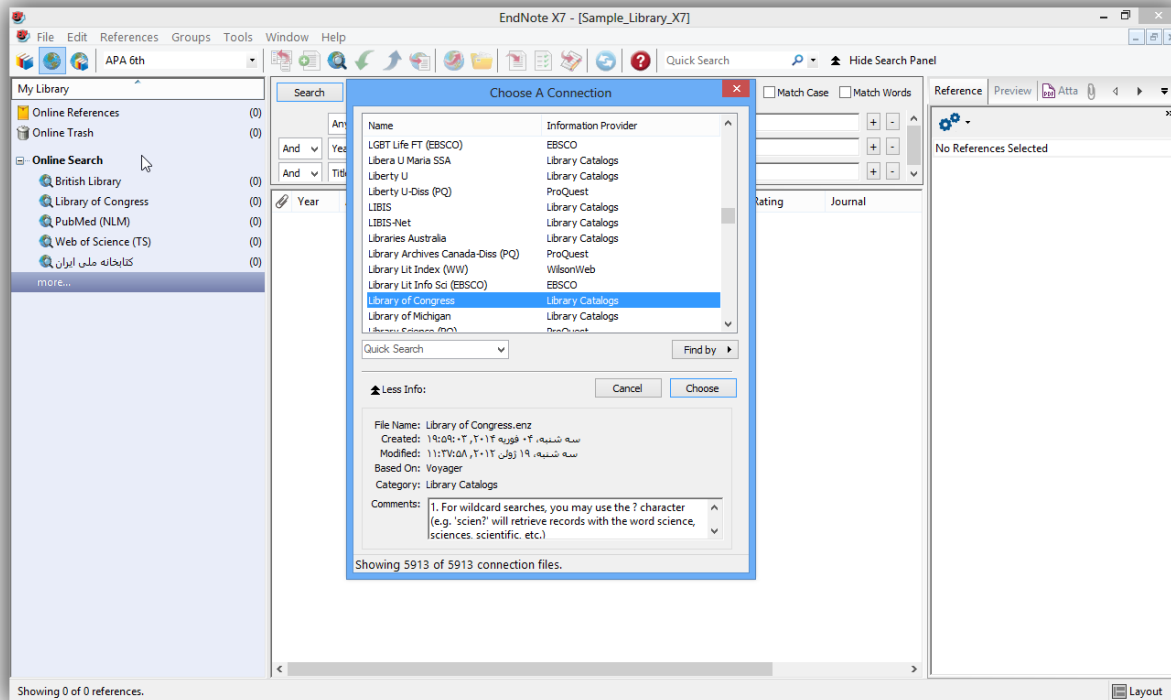 EndNote X7 - [Sample_Library_X7]
File Edit References Groups Tools Window Help
APA 6th
Quick Search
Hide Search Panel
My Library
Online References (0)
Online Trash (0)
Online Search
British Library (0)
Library of Congress (0)
PubMed (NLM) (0)
Web of Science (TS) (0)
کتابخانه ملی ایران (0)
more...
Search
Match Case Match Words
Any
And Yea
And Titl
Year
Rating Journal
Choose A Connection
Name Information Provider
LGBT Life FT (EBSCO) EBSCO
Libera U Maria SSA Library Catalogs
Liberty U Library Catalogs
Liberty U-Diss (PQ) ProQuest
LIBIS Library Catalogs
LIBIS-Net Library Catalogs
Libraries Australia Library Catalogs
Library Archives Canada-Diss (PQ) ProQuest
Library Lit Index (WW) WilsonWeb
Library Lit Info Sci (EBSCO) EBSCO
Library of Congress Library Catalogs
Library of Michigan Library Catalogs
Library Science (PQ) ProQuest
Quick Search
Find by
Less Info:
Cancel Choose
File Name: Library of Congress.enz
Created: سه شنبه، ۰۴ فوریه ۲۰۱۴, ۱۹:۵۹:۰۳
Modified: سه شنبه، ۱۹ ژوئن ۲۰۱۲, ۱۱:۳۷:۵۸
Based On: Voyager
Category: Library Catalogs
Comments: 1. For wildcard searches, you may use the ? character
(e.g. 'scien?' will retrieve records with the word science,
sciences, scientific, etc.)
Showing 5913 of 5913 connection files.
Reference Preview Atta
No References Selected
Showing 0 of 0 references.
Layout